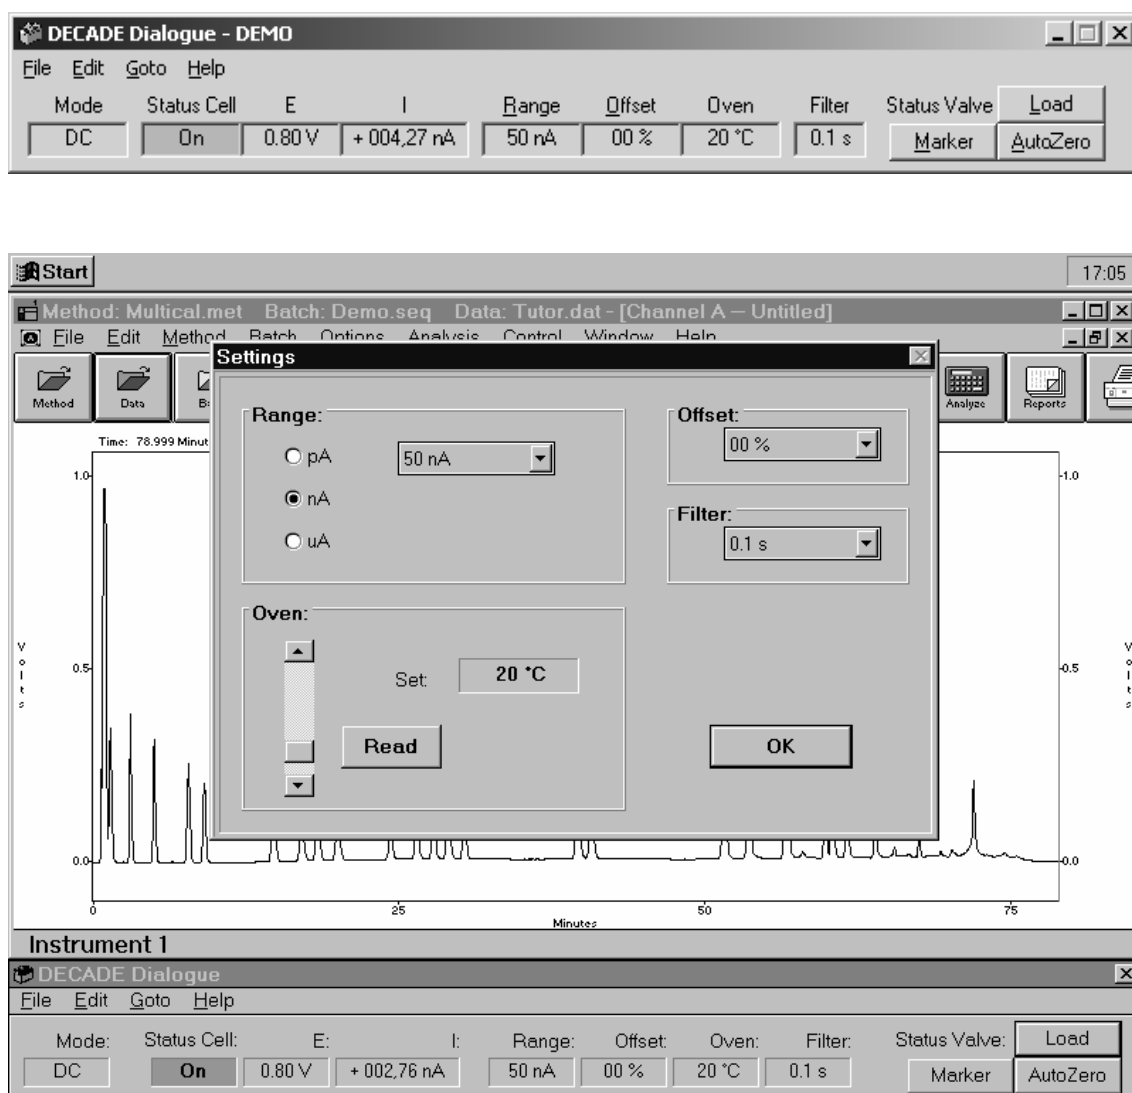 DECADE Dialogue - DEMO
File Edit Goto Help
Mode Status Cell E I Range Offset Oven Filter Status Valve Load
DC On 0.80 V + 004,27 nA 50 nA 00 % 20 °C 0.1 s Marker AutoZero
Start 17:05
Method: Multical.met Batch: Demo.seq Data: Tutor.dat - [Channel A — Untitled]
File Edit Method Batch Options Analysis Control Window Help
Settings
Method Data Analyze Reports
Range: Offset:
Time: 78.999 Minut
pA 50 nA 00 %
1.0 1.0
nA
Filter:
uA 0.1 s
Oven:
Volts Volts
0.5 Set: 20 °C 0.5
Read OK
0.0 0.0
0 25 50 75
Minutes
Instrument 1
DECADE Dialogue
File Edit Goto Help
Mode: Status Cell: E: I: Range: Offset: Oven: Filter: Status Valve: Load
DC On 0.80 V + 002,76 nA 50 nA 00 % 20 °C 0.1 s Marker AutoZero